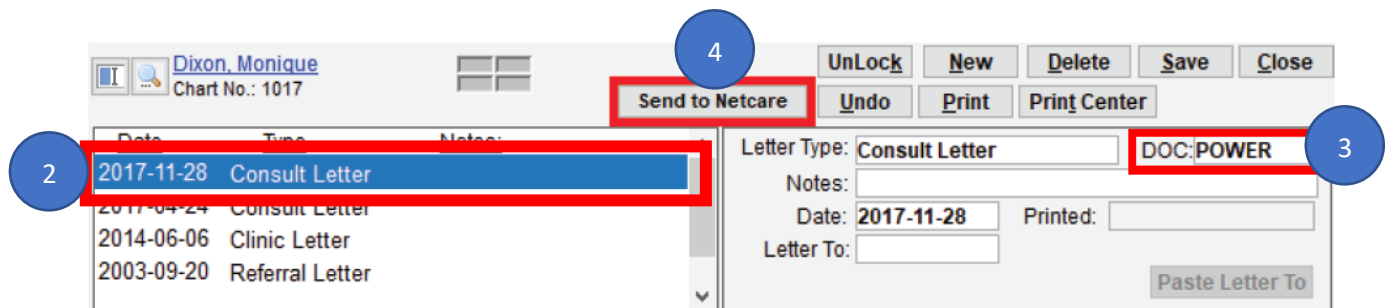 4
Dixon, Monique
Chart No.: 1017
UnLock New Delete Save Close
Send to Netcare Undo Print Print Center
Date Type Notes:
2 2017-11-28 Consult Letter
2017-04-24 Consult Letter
2014-06-06 Clinic Letter
2003-09-20 Referral Letter
Letter Type: Consult Letter DOC: POWER 3
Notes:
Date: 2017-11-28 Printed:
Letter To:
Paste Letter To